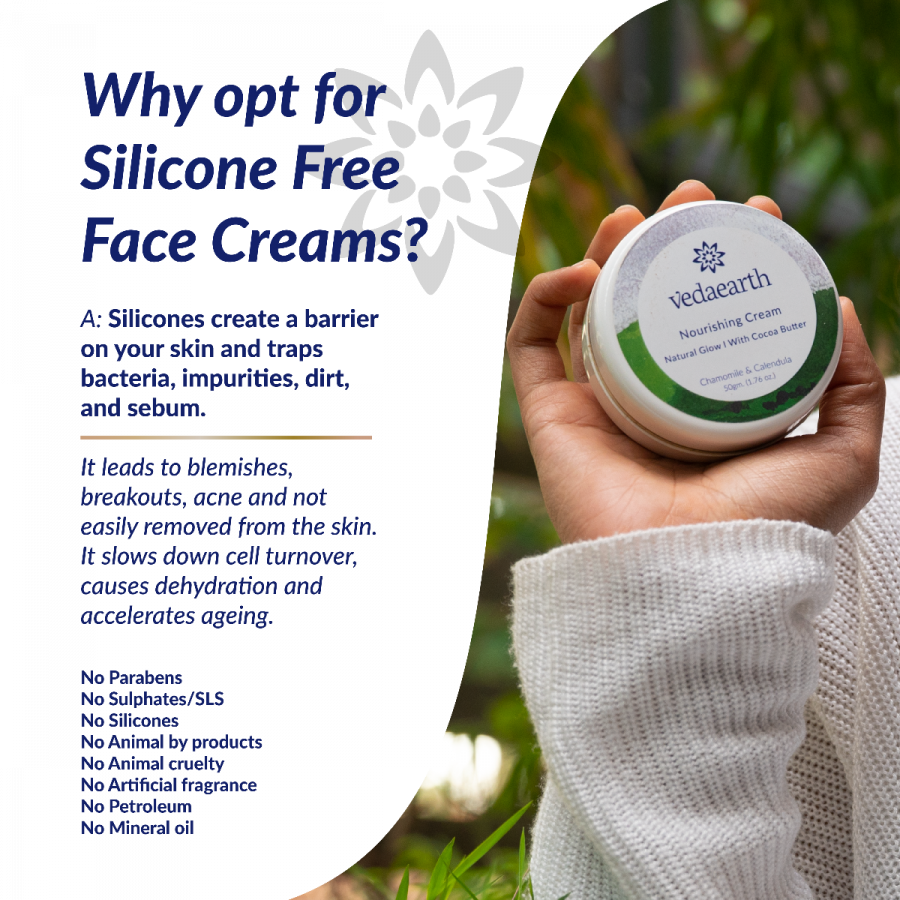 Why opt for
Silicone Free
Face Creams?
A: Silicones create a barrier
on your skin and traps
bacteria, impurities, dirt,
and sebum.
It leads to blemishes,
breakouts, acne and not
easily removed from the skin.
It slows down cell turnover,
causes dehydration and
accelerates ageing.
No Parabens
No Sulphates/SLS
No Silicones
No Animal by products
No Animal cruelty
No Artificial fragrance
No Petroleum
No Mineral oil
vedaearth
Nourishing Cream
Natural Glow I With Cocoa Butter
Chamomile & Calendula
50gm. (1.76 oz.)